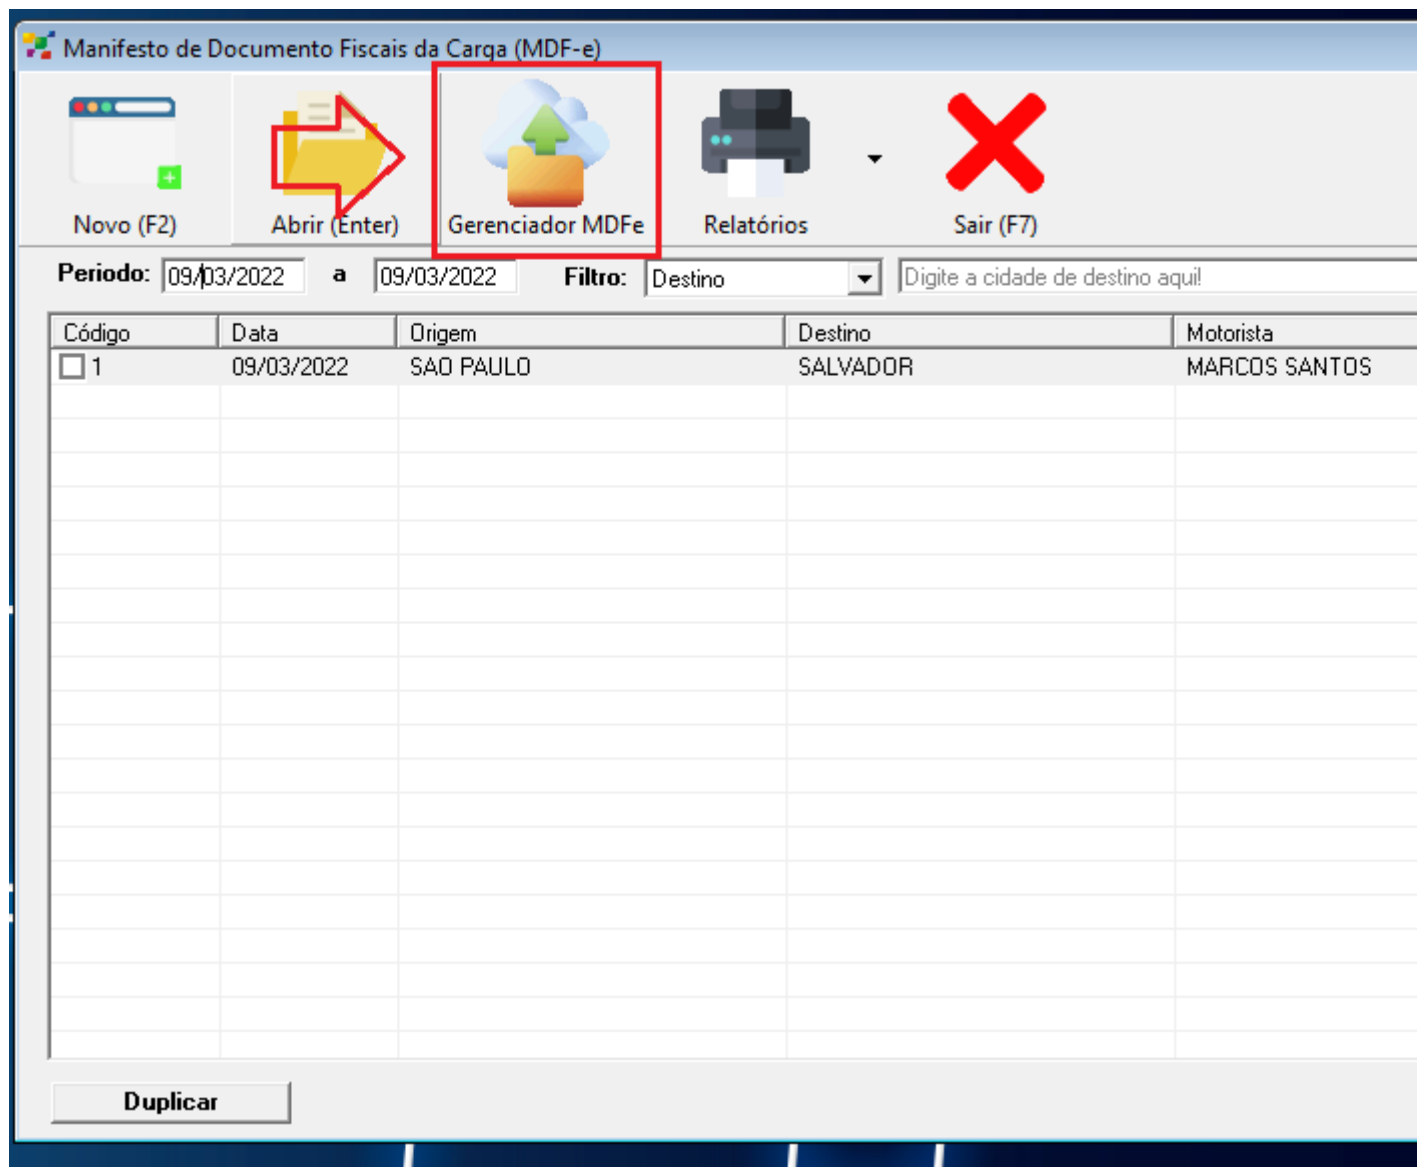 Manifesto de Documento Fiscais da Carga (MDF-e)
Novo (F2) Abrir (Enter) Gerenciador MDFe Relatórios Sair (F7)
Periodo: 09/03/2022 a 09/03/2022 Filtro: Destino Digite a cidade de destino aqui!
Código Data Origem Destino Motorista
1 09/03/2022 SAO PAULO SALVADOR MARCOS SANTOS
Duplicar